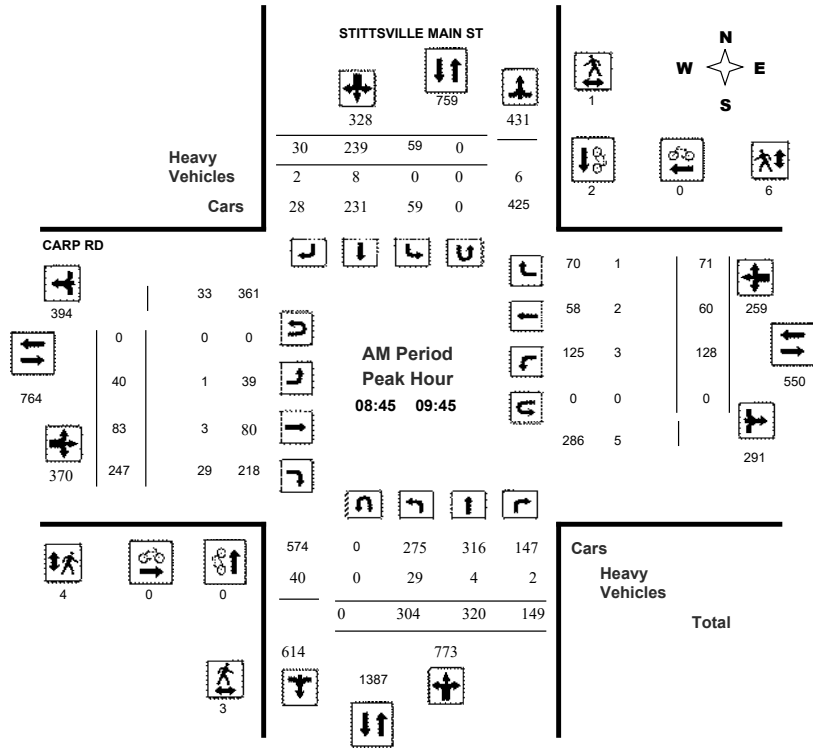 STITTSVILLE MAIN ST
N
W E
S
759
1
328 431
30 239 59 0
Heavy
Vehicles
2 8 0 0 6
2 0 6
Cars 28 231 59 0 425
CARP RD
70 1 71
33 361
394
58 2 60 259
0 0 0
AM Period
Peak Hour
125 3 128
550
764
40 1 39
08:45 09:45
0 0 0
83 3 80
286 5
291
370
247 29 218
574 0 275 316 147 Cars
40 0 29 4 2 Heavy
Vehicles
4 0 0
0 304 320 149 Total
614 773
1387
3